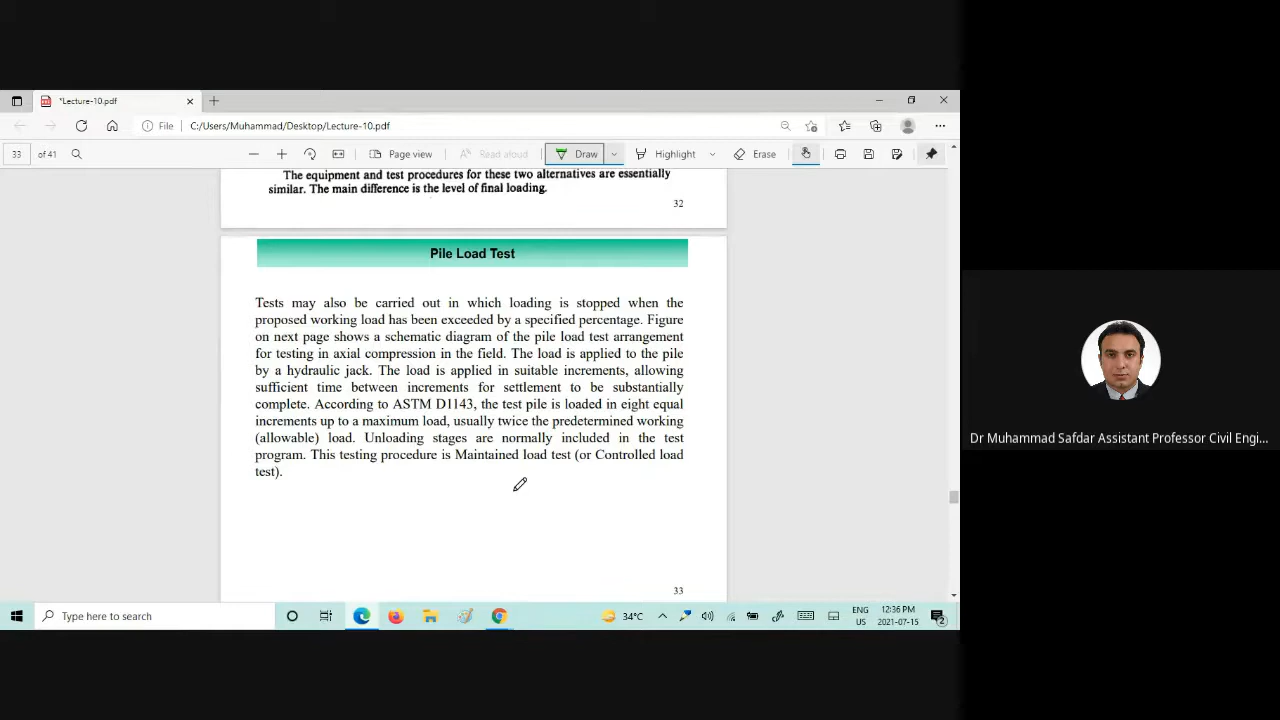 *Lecture-10.pdf
File
C:/Users/Muhammad/Desktop/Lecture-10.pdf
33 of 41
Page view
Read aloud
Draw
Highlight
Erase
The equipment and test procedures for these two alternatives are essentially
similar. The main difference is the level of final loading.
32
Pile Load Test
Tests may also be carried out in which loading is stopped when the
proposed working load has been exceeded by a specified percentage. Figure
on next page shows a schematic diagram of the pile load test arrangement
for testing in axial compression in the field. The load is applied to the pile
by a hydraulic jack. The load is applied in suitable increments, allowing
sufficient time between increments for settlement to be substantially
complete. According to ASTM D1143, the test pile is loaded in eight equal
increments up to a maximum load, usually twice the predetermined working
(allowable) load. Unloading stages are normally included in the test
program. This testing procedure is Maintained load test (or Controlled load
test).
33
Dr Muhammad Safdar Assistant Professor Civil Engi...
Type here to search
34°C
ENG
US
12:36 PM
2021-07-15
2